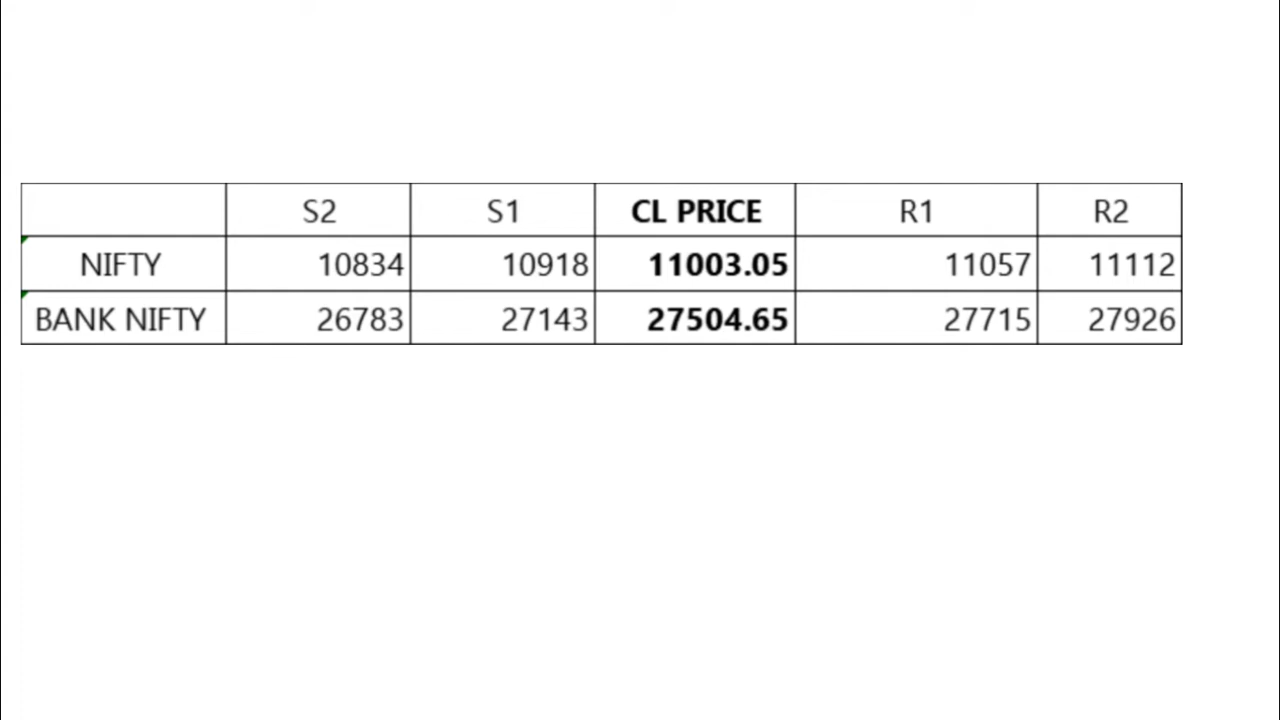 S2 S1 CL PRICE R1 R2
NIFTY 10834 10918 11003.05 11057 11112
BANK NIFTY 26783 27143 27504.65 27715 27926